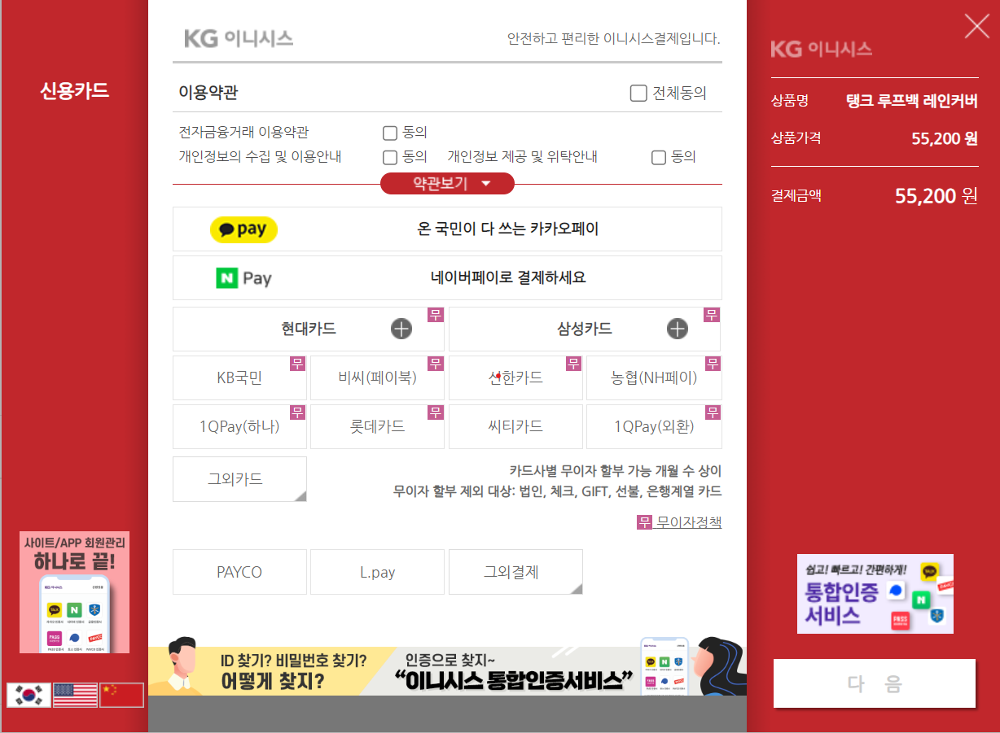 신용카드
사이트/APP 회원관리
하나로 끝!
KG 이니시스
KG 이니시스
안전하고 편리한 이니시스결제입니다.
이용약관
전체동의
전자금융거래 이용약관
동의
개인정보의 수집 및 이용안내
동의
개인정보 제공 및 위탁안내
동의
약관보기
pay
온 국민이 다 쓰는 카카오페이
N Pay
네이버페이로 결제하세요
현대카드
무
삼성카드
무
KB국민
무
비씨(페이북)
무
신한카드
무
농협(NH페이)
무
1QPay(하나)
무
롯데카드
무
씨티카드
1QPay(외환)
무
그외카드
카드사별 무이자 할부 가능 개월 수 상이
무이자 할부 제외 대상: 법인, 체크, GIFT, 선불, 은행계열 카드
무 무이자정책
PAYCO
L.pay
그외결제
ID 찾기? 비밀번호 찾기?
어떻게 찾지?
인증으로 찾지~
“이니시스 통합인증서비스”
KG 이니시스
상품명
탱크 루프백 레인커버
상품가격
55,200 원
결제금액
55,200 원
쉽고! 빠르고! 간편하게!
통합인증
서비스
다 음